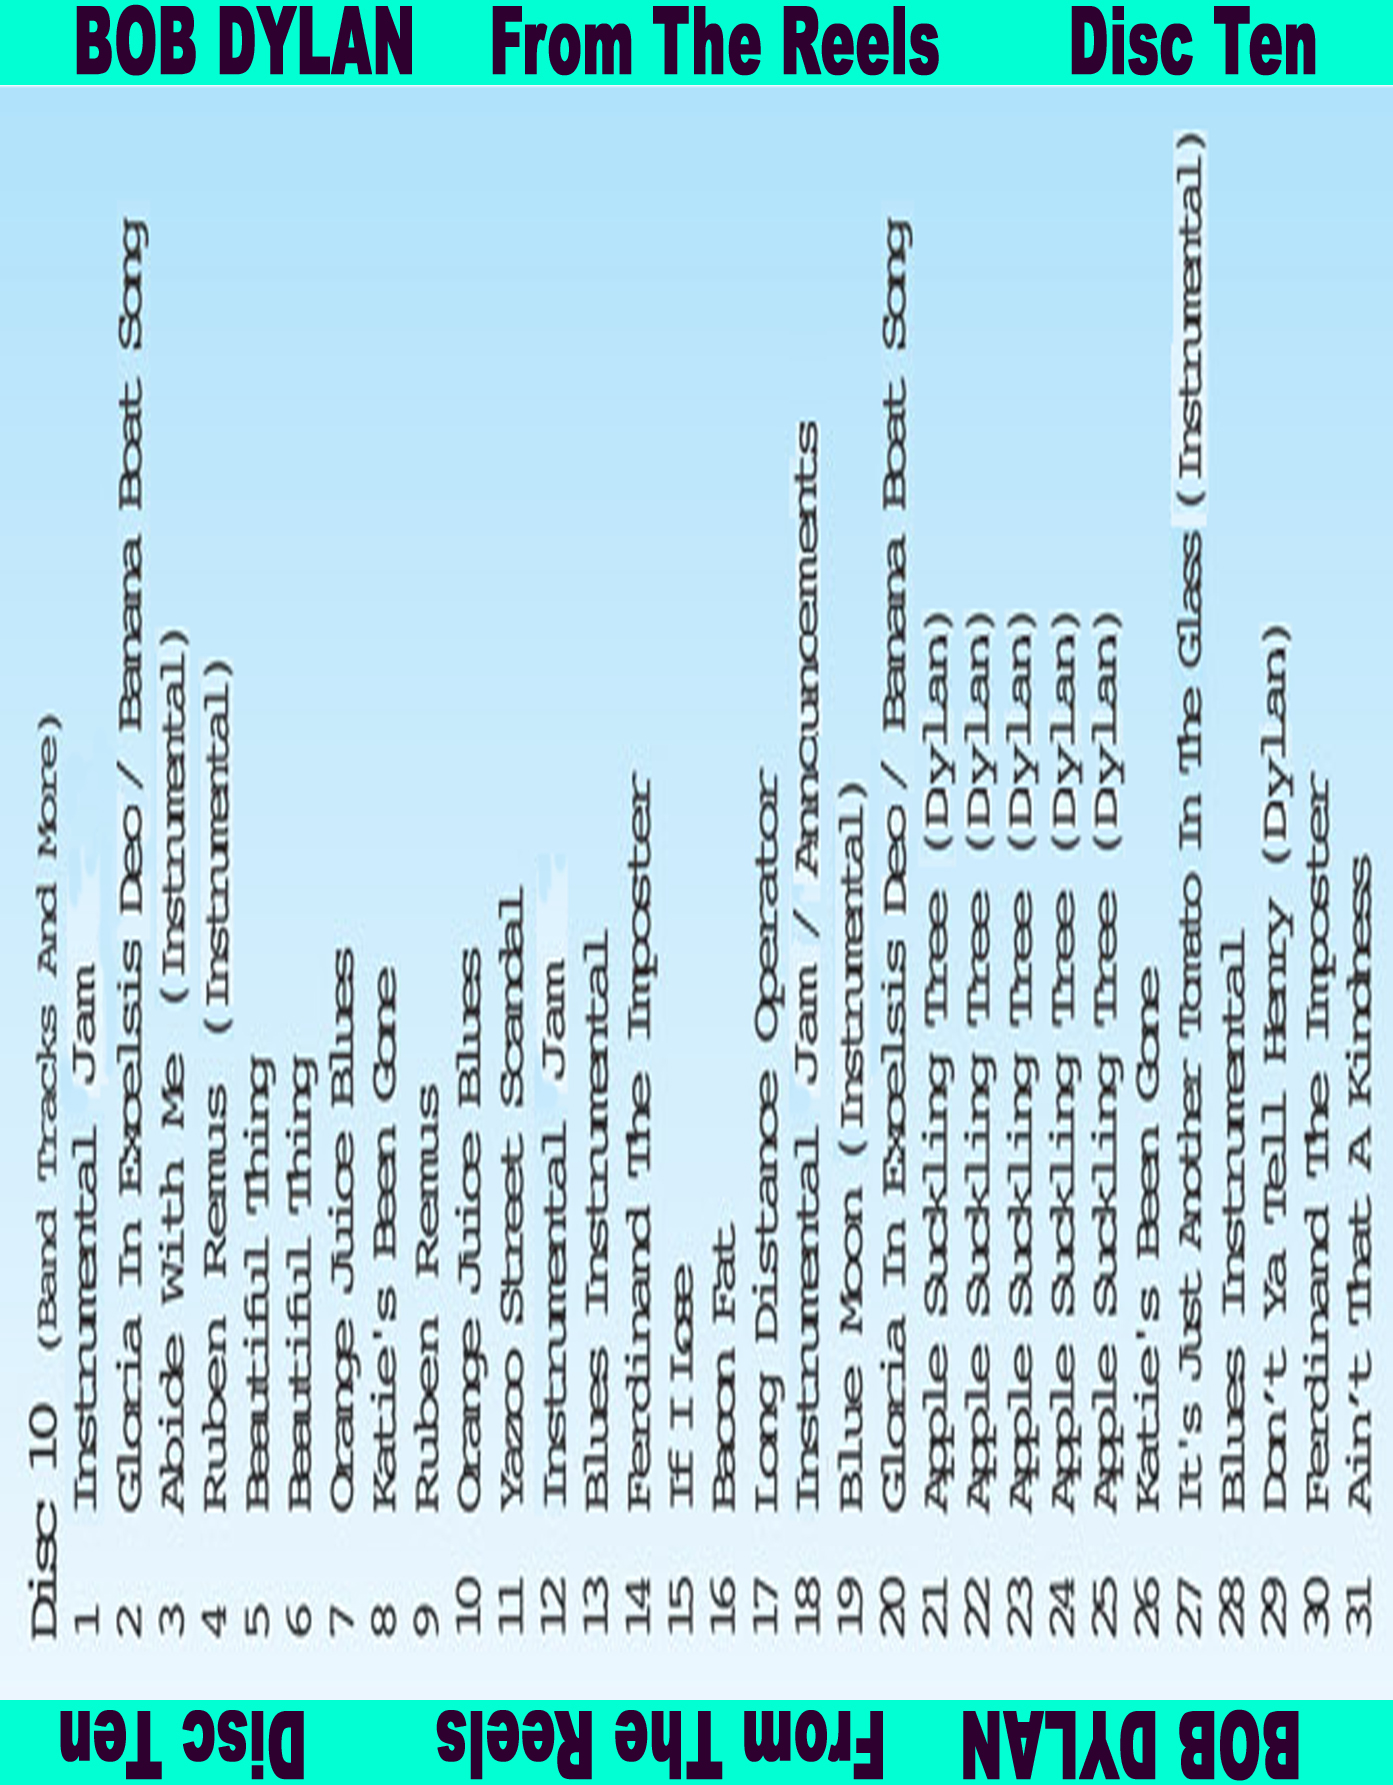 BOB DYLAN From The Reels Disc Ten
Disc 10 (Band Tracks And More)
1 Instrumental Jam
2 Gloria In Excelsis Deo / Banana Boat Song
3 Abide With Me (Instrumental)
4 Ruben Remus (Instrumental)
5 Beautiful Thing
6 Beautiful Thing
7 Orange Juice Blues
8 Katie's Been Gone
9 Ruben Remus
10 Orange Juice Blues
11 Yazoo Street Scandal
12 Instrumental Jam
13 Blues Instrumental
14 Ferdinand The Imposter
15 If I Lose
16 Bacon Fat
17 Long Distance Operator
18 Instrumental Jam / Announcements
19 Blue Moon (Instrumental)
20 Gloria In Excelsis Deo / Banana Boat Song
21 Apple Suckling Tree (Dylan)
22 Apple Suckling Tree (Dylan)
23 Apple Suckling Tree (Dylan)
24 Apple Suckling Tree (Dylan)
25 Apple Suckling Tree (Dylan)
26 Katie's Been Gone
27 It's Just Another Tomato In The Glass (Instrumental)
28 Blues Instrumental
29 Don't Ya Tell Henry (Dylan)
30 Ferdinand The Imposter
31 Ain't That A Kindness
BOB DYLAN From The Reels Disc Ten